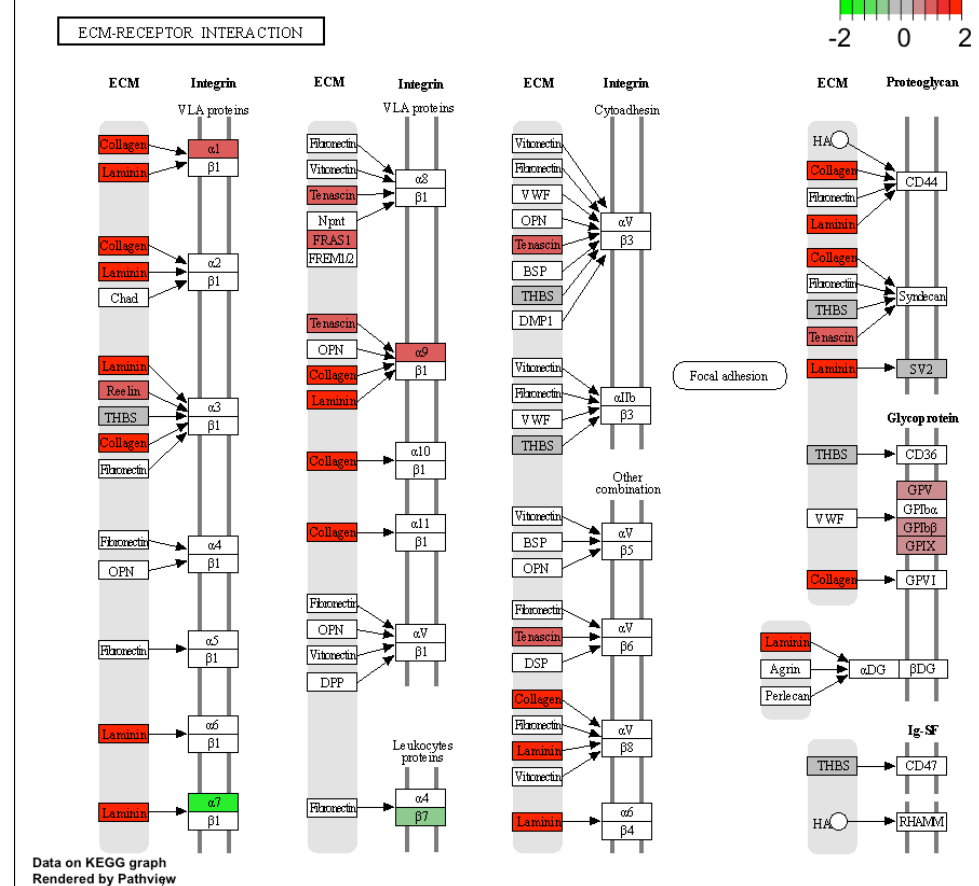 ECM-RECEPTOR INTERACTION
-2 0 2
ECM Integrin
VLA proteins
Collagen
Laminin
α1
β1
Collagen
Laminin
Chad
α2
β1
Laminin
Reelin
THBS
Collagen
Fibronectin
α3
β1
Fibronectin
OPN
α4
β1
Fibronectin
α5
β1
Laminin
α6
β1
Laminin
α7
β1
ECM Integrin
VLA proteins
Fibronectin
Vitronectin
Tenascin
Npnt
FRAS1
FREM1/2
α8
β1
Tenascin
OPN
Collagen
Laminin
α9
β1
Collagen
α10
β1
Collagen
α11
β1
Fibronectin
OPN
Vitronectin
DPP
αV
β1
Leukocytes
proteins
Fibronectin
α4
β7
ECM Integrin
Cytoadhesin
Vitronectin
Fibronectin
VWF
OPN
Tenascin
BSP
THBS
DMP1
αV
β3
Vitronectin
Fibronectin
VWF
THBS
αIIb
β3
Other
combination
Vitronectin
BSP
OPN
αV
β5
Fibronectin
Tenascin
DSP
αV
β6
Collagen
Fibronectin
Laminin
Vitronectin
αV
β8
Laminin
α6
β4
Focal adhesion
ECM Proteoglycan
HA
Collagen
Fibronectin
Laminin
CD44
Collagen
Fibronectin
THBS
Tenascin
Syndecan
Laminin
SV2
Glycoprotein
THBS
CD36
VWF
GPV
GPIbα
GPIbβ
GPIX
Collagen
GPVI
Laminin
Agrin
Perlecan
αDG
βDG
Ig-SF
THBS
CD47
HA
RHAMM
Data on KEGG graph
Rendered by Pathview